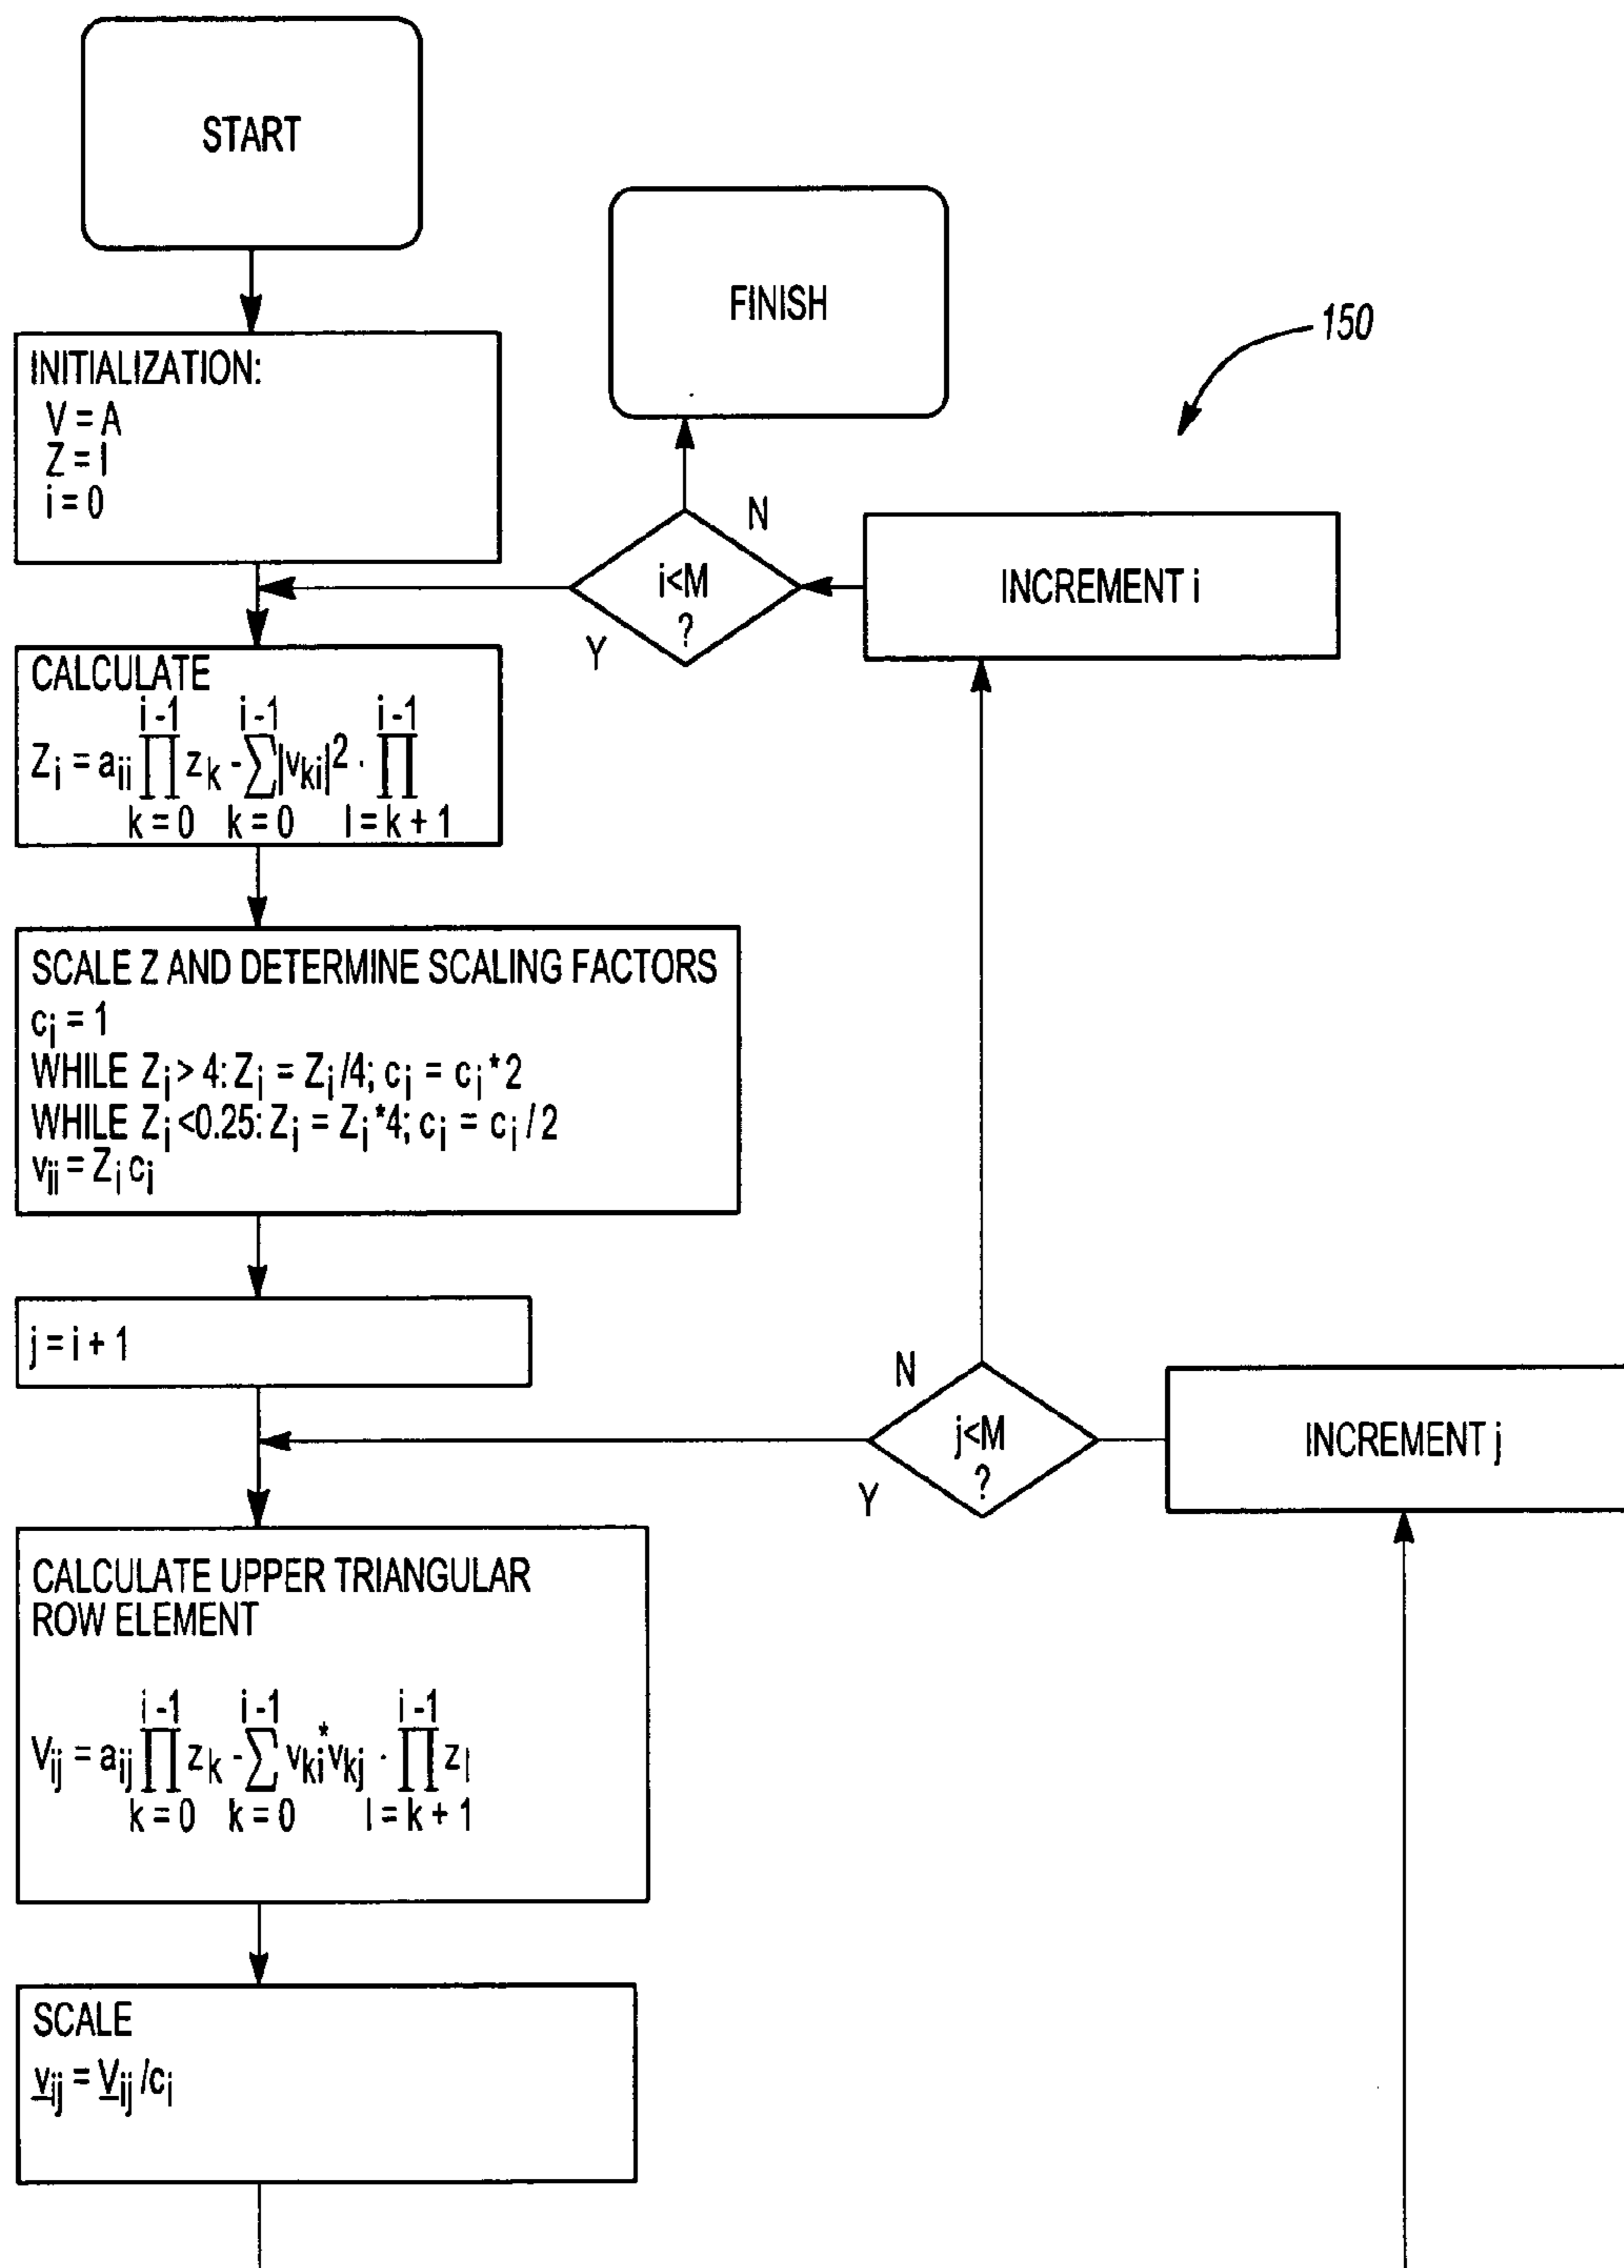 START
FINISH
150
INITIALIZATION:
V = A
Z = I
i = 0
N
i<M
?
Y
INCREMENT i
CALCULATE
i -1 i -1 i -1
Z_i = a_ii ∏ z_k - ∑ |v_ki|² · ∏
k = 0 k = 0 l = k + 1
SCALE Z AND DETERMINE SCALING FACTORS
c_i = 1
WHILE Z_i > 4: Z_i = Z_i /4; c_i = c_i * 2
WHILE Z_i <0.25: Z_i = Z_i *4; c_i = c_i / 2
v_ii = Z_i c_i
j = i + 1
N
j<M
?
Y
INCREMENT j
CALCULATE UPPER TRIANGULAR
ROW ELEMENT
i -1 i -1 i -1
V_ij = a_ij ∏ z_k - ∑ v_ki* v_kj · ∏ z_l
k = 0 k = 0 l = k + 1
SCALE
v_ij = V_ij /c_i